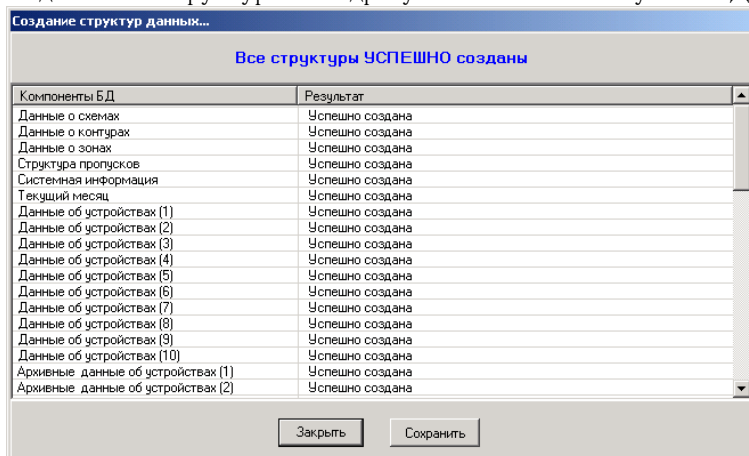 Создание структур данных...
Все структуры УСПЕШНО созданы
Компоненты БД Результат
Данные о схемах Успешно создана
Данные о контурах Успешно создана
Данные о зонах Успешно создана
Структура пропусков Успешно создана
Системная информация Успешно создана
Текущий месяц Успешно создана
Данные об устройствах (1) Успешно создана
Данные об устройствах (2) Успешно создана
Данные об устройствах (3) Успешно создана
Данные об устройствах (4) Успешно создана
Данные об устройствах (5) Успешно создана
Данные об устройствах (6) Успешно создана
Данные об устройствах (7) Успешно создана
Данные об устройствах (8) Успешно создана
Данные об устройствах (9) Успешно создана
Данные об устройствах (10) Успешно создана
Архивные данные об устройствах (1) Успешно создана
Архивные данные об устройствах (2) Успешно создана
Закрыть Сохранить